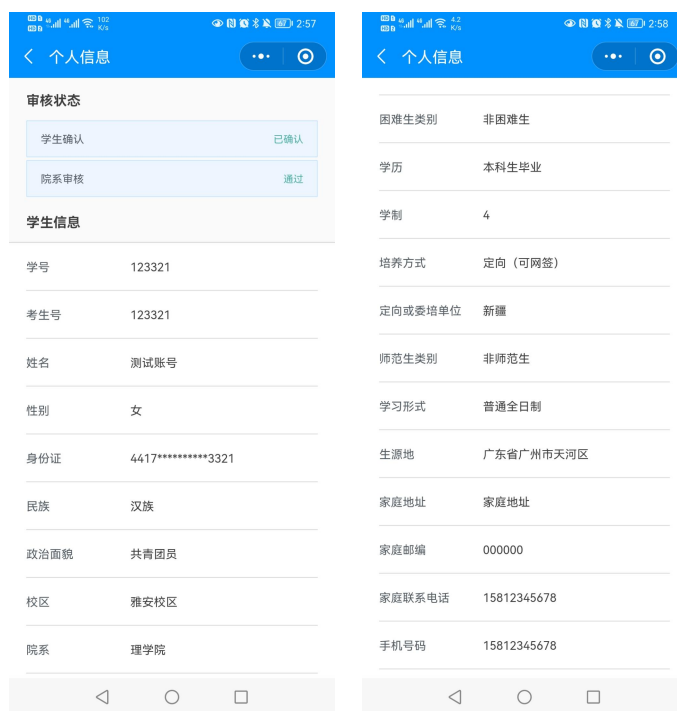 102
K/s
2:57
个人信息
审核状态
学生确认 已确认
院系审核 通过
学生信息
学号 123321
考生号 123321
姓名 测试账号
性别 女
身份证 4417**********3321
民族 汉族
政治面貌 共青团员
校区 雅安校区
院系 理学院
4.2
K/s
2:58
个人信息
困难生类别 非困难生
学历 本科生毕业
学制 4
培养方式 定向（可网签）
定向或委培单位 新疆
师范生类别 非师范生
学习形式 普通全日制
生源地 广东省广州市天河区
家庭地址 家庭地址
家庭邮编 000000
家庭联系电话 15812345678
手机号码 15812345678